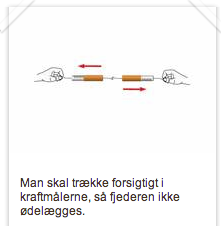 Man skal trække forsigtigt i
kraftmålerne, så fjederen ikke
ødelægges.